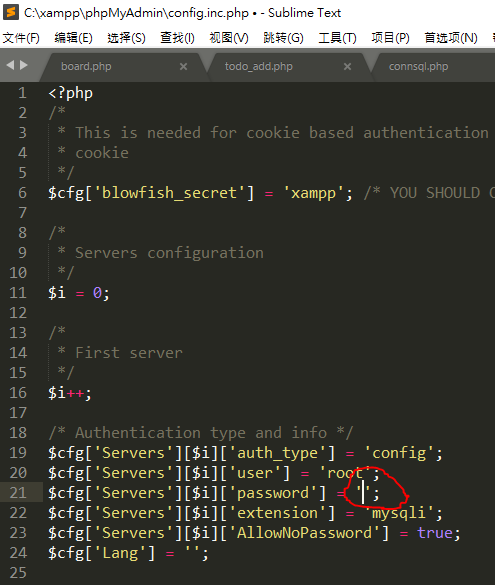 C:\xampp\phpMyAdmin\config.inc.php • - Sublime Text
文件(F) 编辑(E) 选择(S) 查找(I) 视图(V) 跳转(G) 工具(T) 项目(P) 首选项(N)
board.php × todo_add.php × connsql.php
1 <?php
2 /*
3  * This is needed for cookie based authentication
4  * cookie
5  */
6 $cfg['blowfish_secret'] = 'xampp'; /* YOU SHOULD
7
8 /*
9  * Servers configuration
10  */
11 $i = 0;
12
13 /*
14  * First server
15  */
16 $i++;
17
18 /* Authentication type and info */
19 $cfg['Servers'][$i]['auth_type'] = 'config';
20 $cfg['Servers'][$i]['user'] = 'root';
21 $cfg['Servers'][$i]['password'] = '';
22 $cfg['Servers'][$i]['extension'] = 'mysqli';
23 $cfg['Servers'][$i]['AllowNoPassword'] = true;
24 $cfg['Lang'] = '';
25